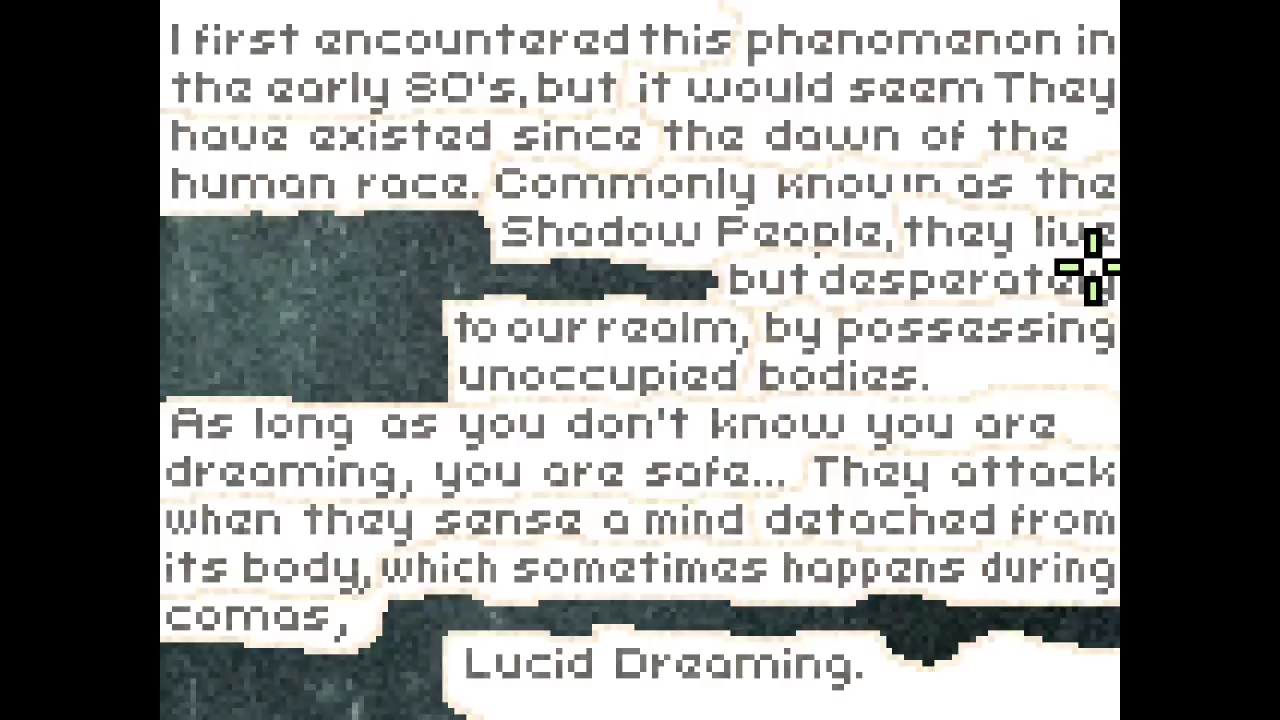 I first encountered this phenomenon in
the early 80's, but it would seem They
have existed since the dawn of the
human race. Commonly known as the
Shadow People, they live
but desperately
to our realm, by possessing
unoccupied bodies.
As long as you don't know you are
dreaming, you are safe... They attack
when they sense a mind detached from
its body, which sometimes happens during
comas,
Lucid Dreaming.